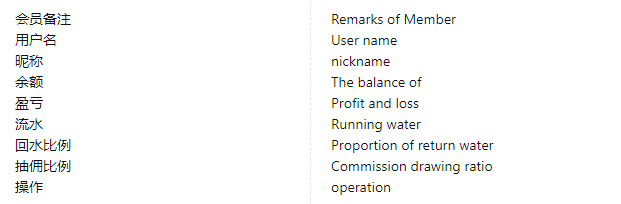 会员备注
用户名
昵称
余额
盈亏
流水
回水比例
抽佣比例
操作
Remarks of Member
User name
nickname
The balance of
Profit and loss
Running water
Proportion of return water
Commission drawing ratio
operation